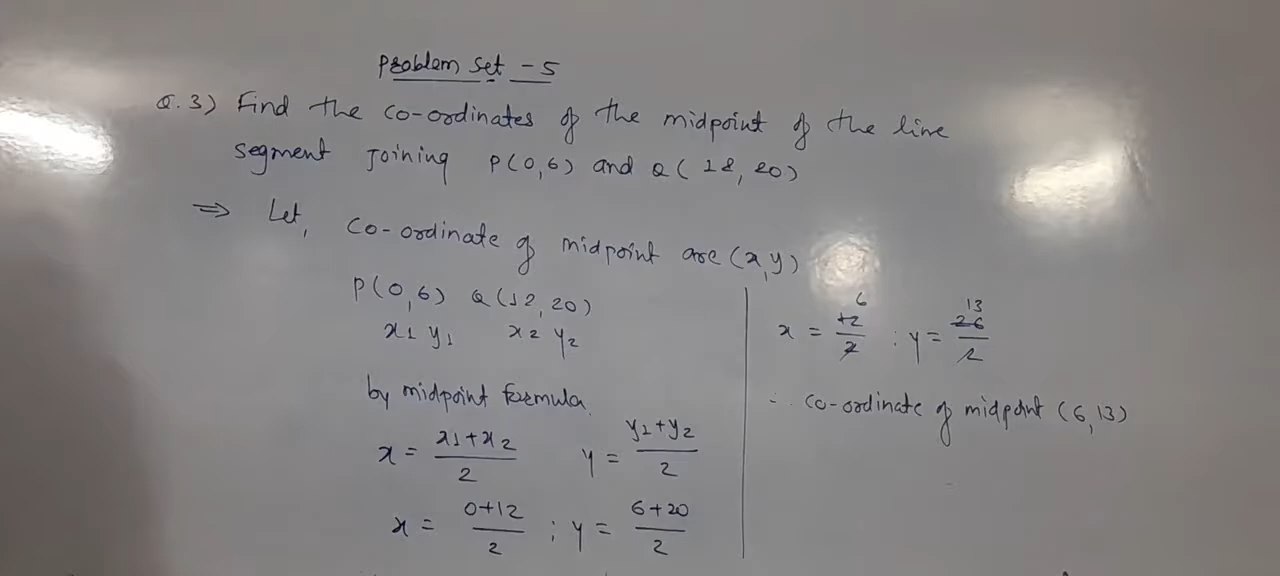 Problem Set - 5
Q.3) Find the co-ordinates of the midpoint of the line
segment Joining P(0,6) and Q(12,20)
⇒ Let, co-ordinate of midpoint are (x,y)
P(0,6) Q(12,20)
x1 y1 x2 y2
by midpoint formula.
x = x1+x2/2 y = y1+y2/2
x = 0+12/2 ; y = 6+20/2
6 13
x = 12/2 ; y = 26/2
∴ co-ordinate of midpoint (6,13)